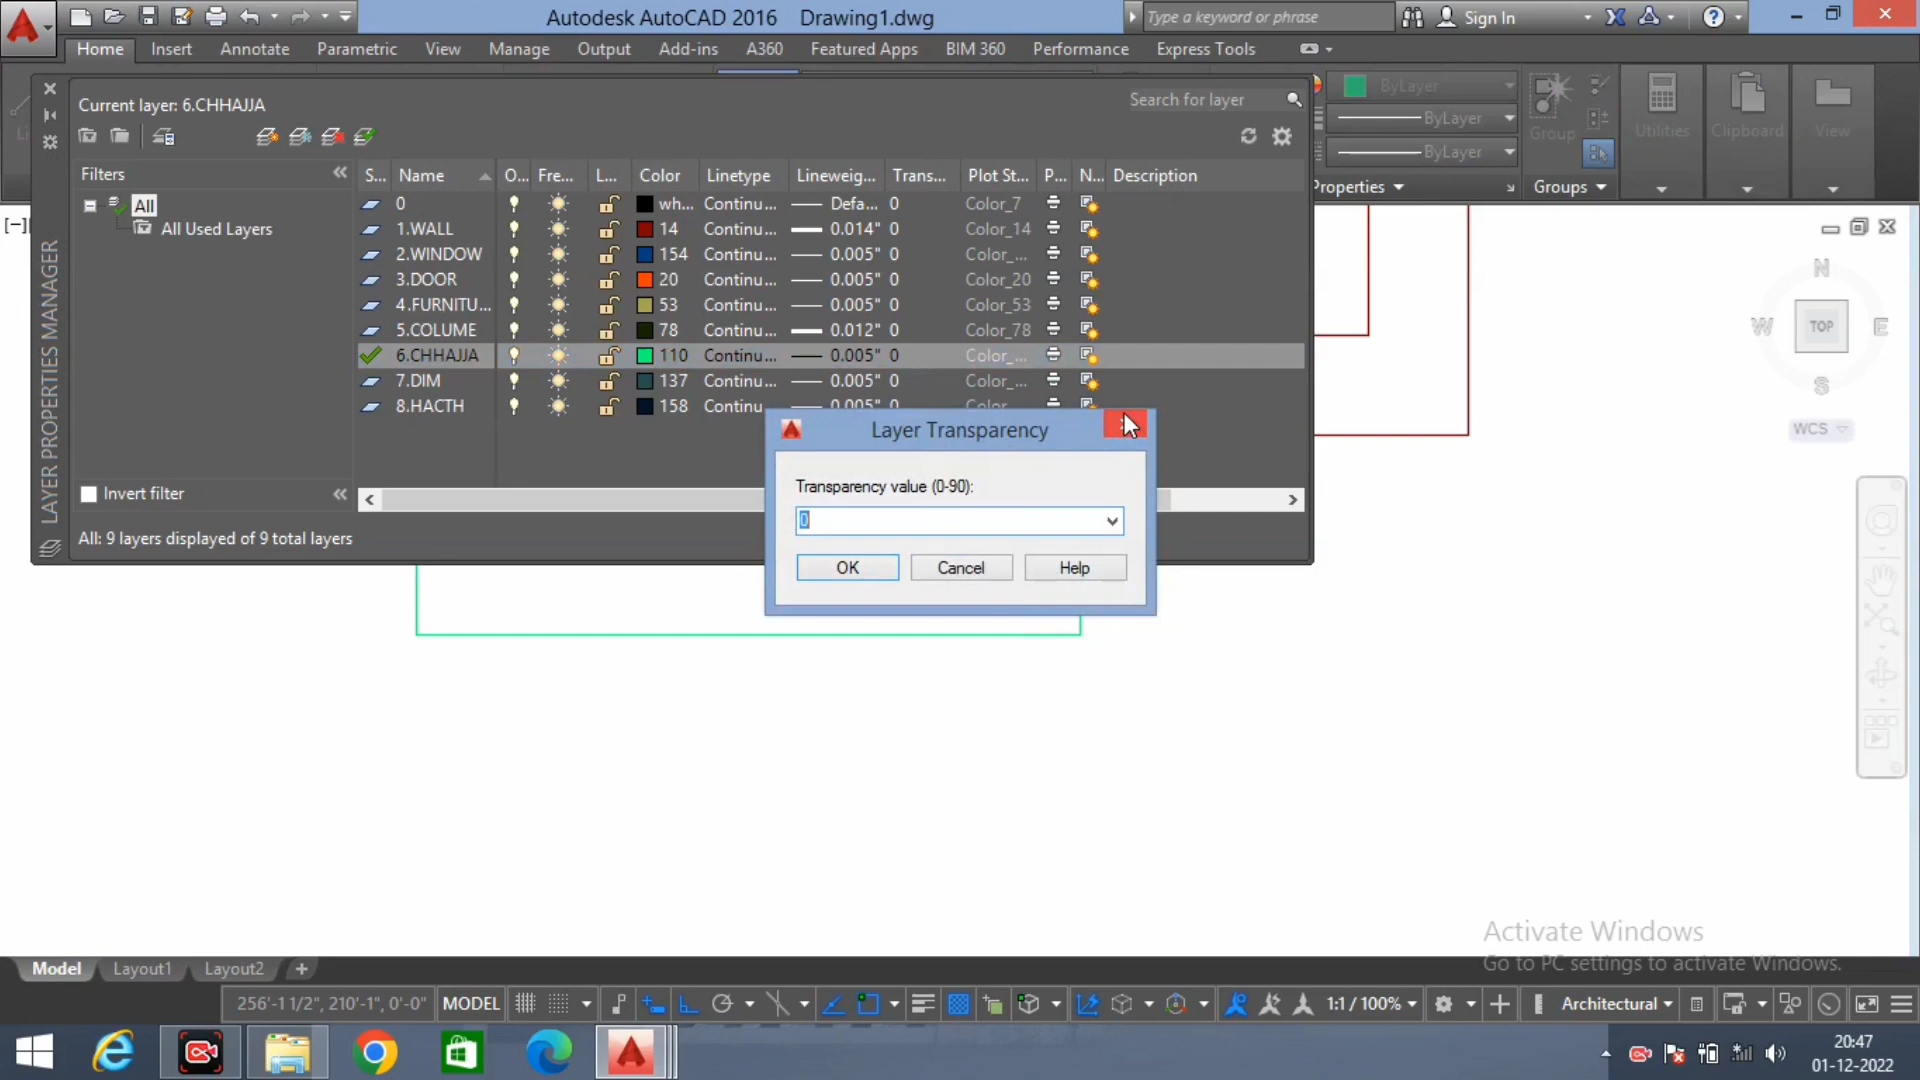 Autodesk AutoCAD 2016 Drawing1.dwg
Type a keyword or phrase
Sign In
Home Insert Annotate Parametric View Manage Output Add-ins A360 Featured Apps BIM 360 Performance Express Tools
Current layer: 6.CHHAJJA
Search for layer
ByLayer
ByLayer
ByLayer
Group
Utilities
Clipboard
View
Properties
Groups
Filters
All
All Used Layers
S... Name O... Fre... L... Color Linetype Lineweig... Trans... Plot St... P... N... Description
0 wh... Continu... Defa... 0 Color_7
1.WALL 14 Continu... 0.014" 0 Color_14
2.WINDOW 154 Continu... 0.005" 0 Color_...
3.DOOR 20 Continu... 0.005" 0 Color_20
4.FURNITU... 53 Continu... 0.005" 0 Color_53
5.COLUME 78 Continu... 0.012" 0 Color_78
6.CHHAJJA 110 Continu... 0.005" 0 Color_...
7.DIM 137 Continu... 0.005" 0 Color_...
8.HACTH 158 Continu 0.005" 0 Color
LAYER PROPERTIES MANAGER
Invert filter
All: 9 layers displayed of 9 total layers
Layer Transparency
Transparency value (0-90):
0
OK Cancel Help
[−]
N
W TOP E
S
WCS
Activate Windows
Go to PC settings to activate Windows.
Model Layout1 Layout2 +
256'-1 1/2", 210'-1", 0'-0" MODEL 1:1 / 100% Architectural
20:47
01-12-2022